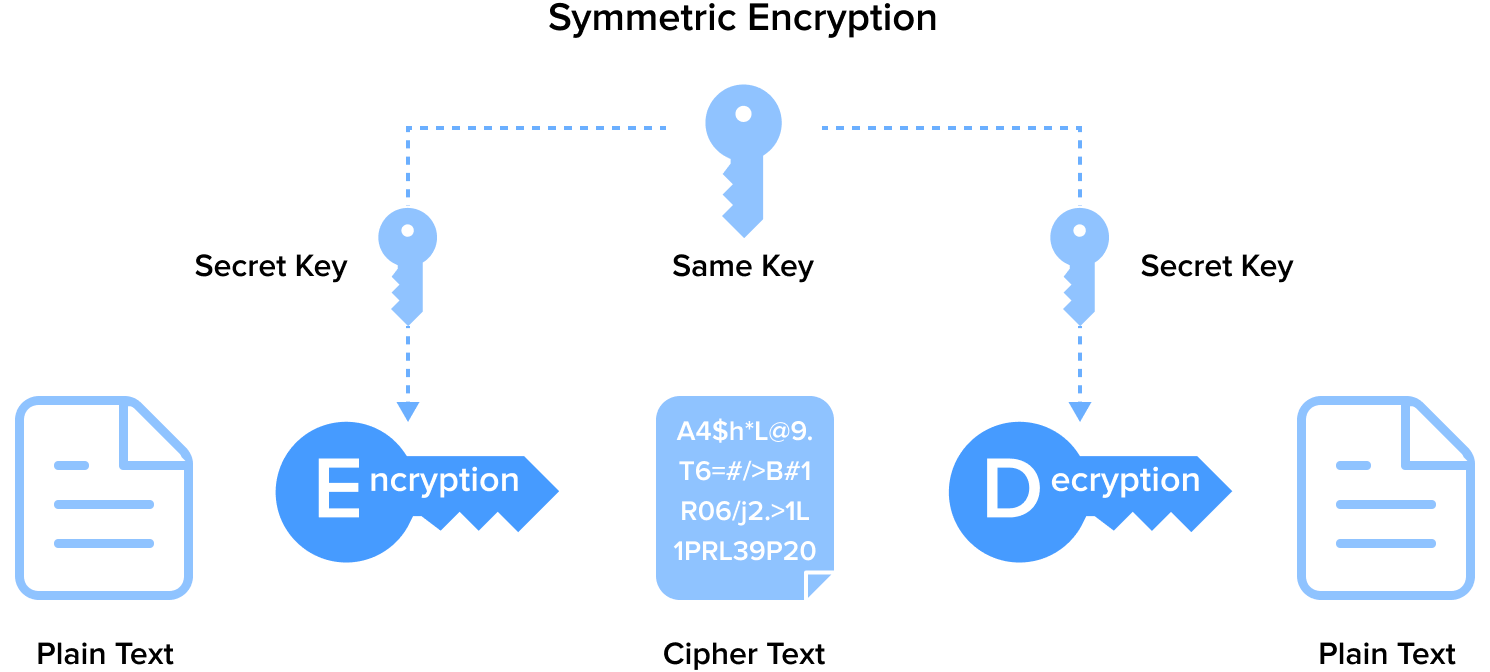 Symmetric Encryption
Secret Key
Same Key
Secret Key
Encryption
A4$h*L@9.
T6=#/>B#1
R06/j2.>1L
1PRL39P20
Decryption
Plain Text
Cipher Text
Plain Text